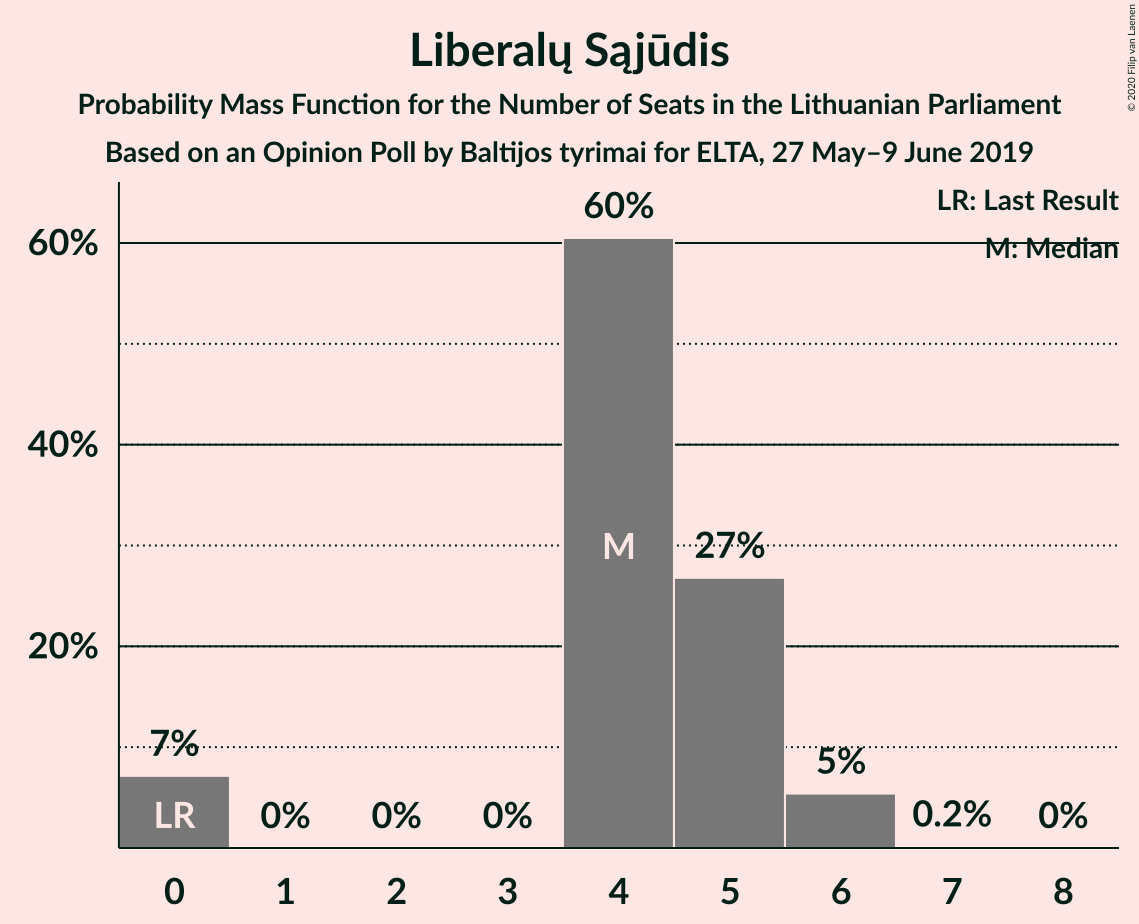 Liberalų Sąjūdis
Probability Mass Function for the Number of Seats in the Lithuanian Parliament
Based on an Opinion Poll by Baltijos tyrimai for ELTA, 27 May–9 June 2019
© 2020 Filip van Laenen
LR: Last Result
M: Median
60%
40%
20%
7%
0%
0%
0%
60%
27%
5%
0.2%
0%
LR
M
0 1 2 3 4 5 6 7 8